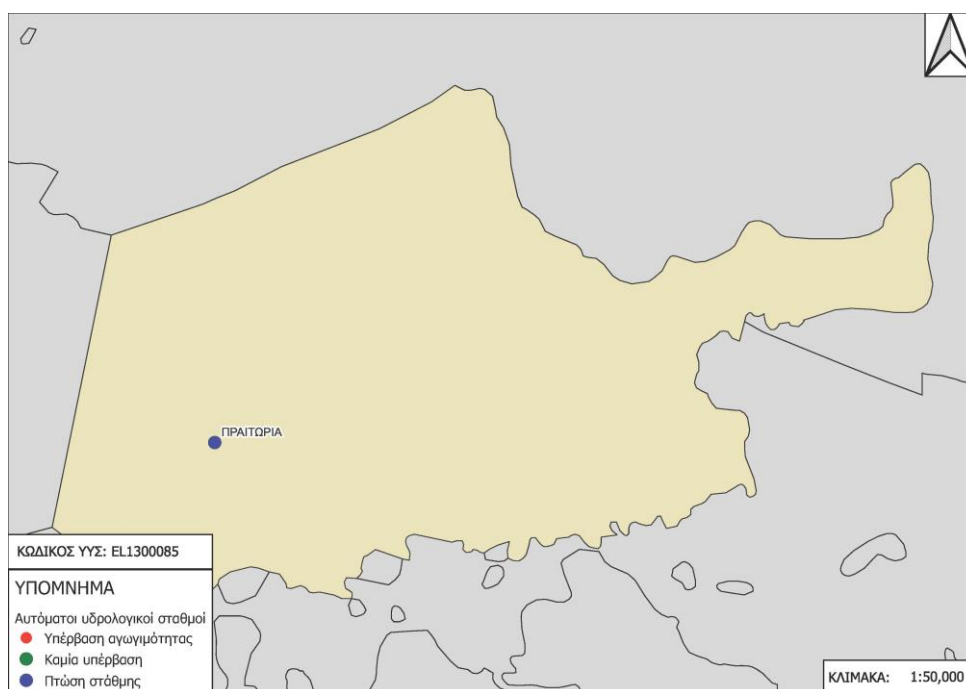 ΠΡΑΙΤΩΡΙΑ
ΚΩΔΙΚΟΣ ΥΥΣ: EL1300085
ΥΠΟΜΝΗΜΑ
Αυτόματοι υδρολογικοί σταθμοί
Υπέρβαση αγωγιμότητας
Καμία υπέρβαση
Πτώση στάθμης
ΚΛΙΜΑΚΑ: 1:50,000